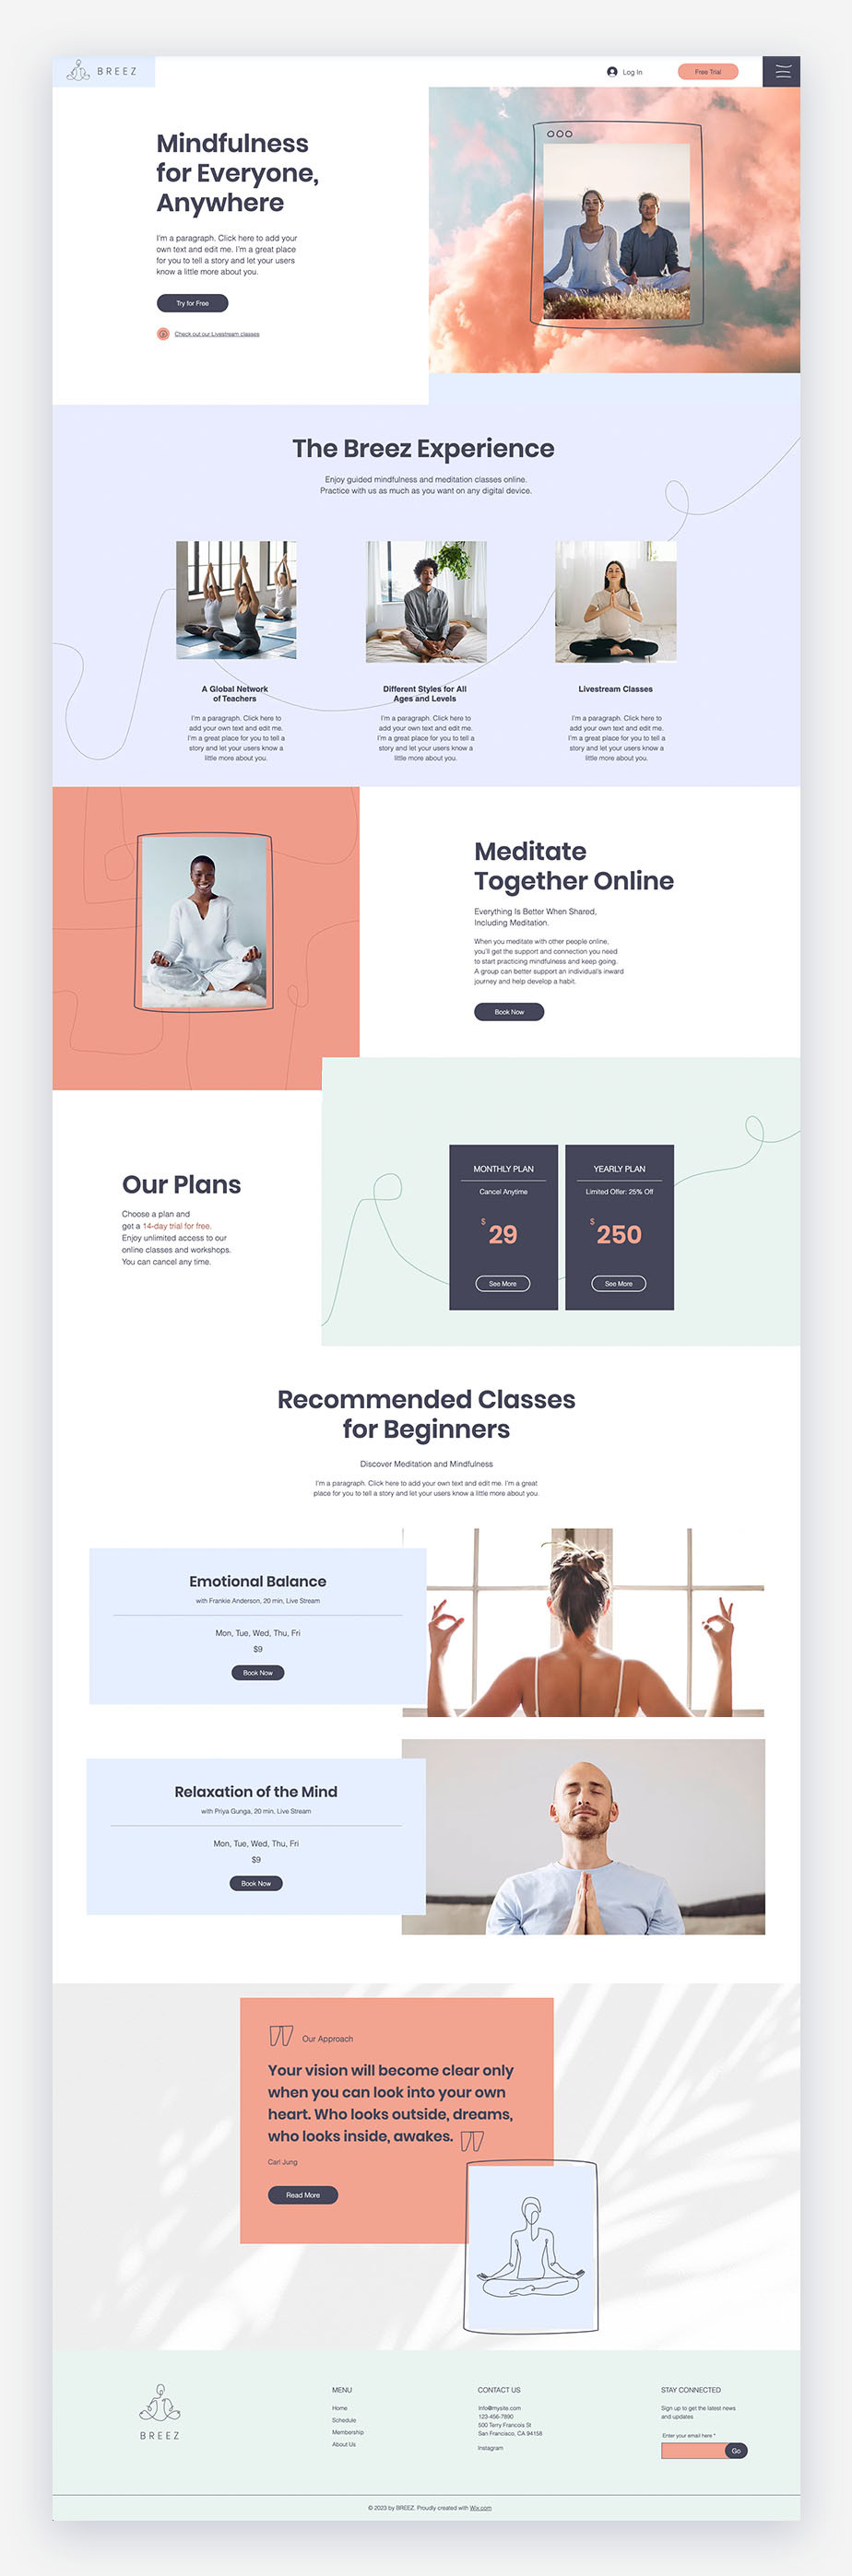 BREEZ
Log In
Free Trial
Mindfulness
for Everyone,
Anywhere
I'm a paragraph. Click here to add your
own text and edit me. I'm a great place
for you to tell a story and let your users
know a little more about you.
Try for Free
Check out our Livestream classes
The Breez Experience
Enjoy guided mindfulness and meditation classes online.
Practice with us as much as you want on any digital device.
A Global Network
of Teachers
I'm a paragraph. Click here to
add your own text and edit me.
I'm a great place for you to tell a
story and let your users know a
little more about you.
Different Styles for All
Ages and Levels
I'm a paragraph. Click here to
add your own text and edit me.
I'm a great place for you to tell a
story and let your users know a
little more about you.
Livestream Classes
I'm a paragraph. Click here to
add your own text and edit me.
I'm a great place for you to tell a
story and let your users know a
little more about you.
Meditate
Together Online
Everything Is Better When Shared,
Including Meditation.
When you meditate with other people online,
you'll get the support and connection you need
to start practicing mindfulness and keep going.
A group can better support an individual's inward
journey and help develop a habit.
Book Now
Our Plans
Choose a plan and
get a 14-day trial for free.
Enjoy unlimited access to our
online classes and workshops.
You can cancel any time.
MONTHLY PLAN
Cancel Anytime
$ 29
See More
YEARLY PLAN
Limited Offer: 25% Off
$ 250
See More
Recommended Classes
for Beginners
Discover Meditation and Mindfulness
I'm a paragraph. Click here to add your own text and edit me. I'm a great
place for you to tell a story and let your users know a little more about you.
Emotional Balance
with Frankie Anderson, 20 min, Live Stream
Mon, Tue, Wed, Thu, Fri
$9
Book Now
Relaxation of the Mind
with Priya Gunga, 20 min, Live Stream
Mon, Tue, Wed, Thu, Fri
$9
Book Now
Our Approach
Your vision will become clear only
when you can look into your own
heart. Who looks outside, dreams,
who looks inside, awakes.
Carl Jung
Read More
BREEZ
MENU
Home
Schedule
Membership
About Us
CONTACT US
Info@mysite.com
123-456-7890
500 Terry Francois St
San Francisco, CA 94158
Instagram
STAY CONNECTED
Sign up to get the latest news
and updates
Enter your email here *
Go
© 2023 by BREEZ. Proudly created with Wix.com